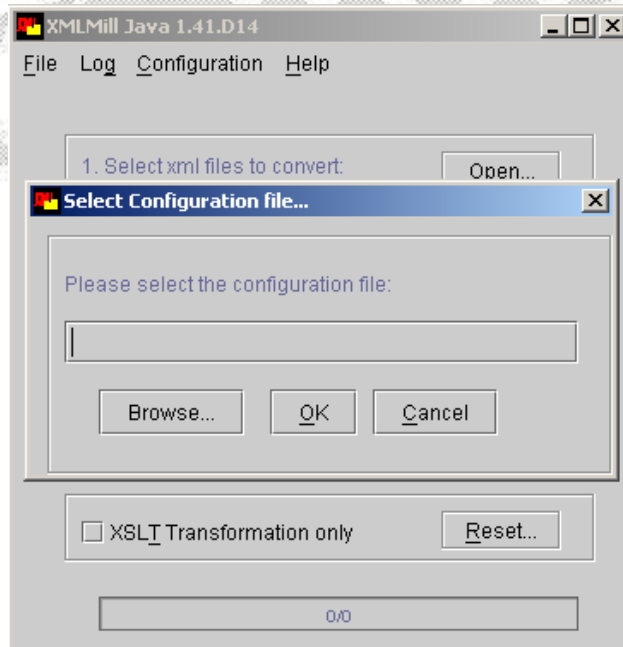 XMLMill Java 1.41.D14
File Log Configuration Help
1. Select xml files to convert:
Open...
Select Configuration file...
Please select the configuration file:
Browse... OK Cancel
XSLT Transformation only
Reset...
0/0